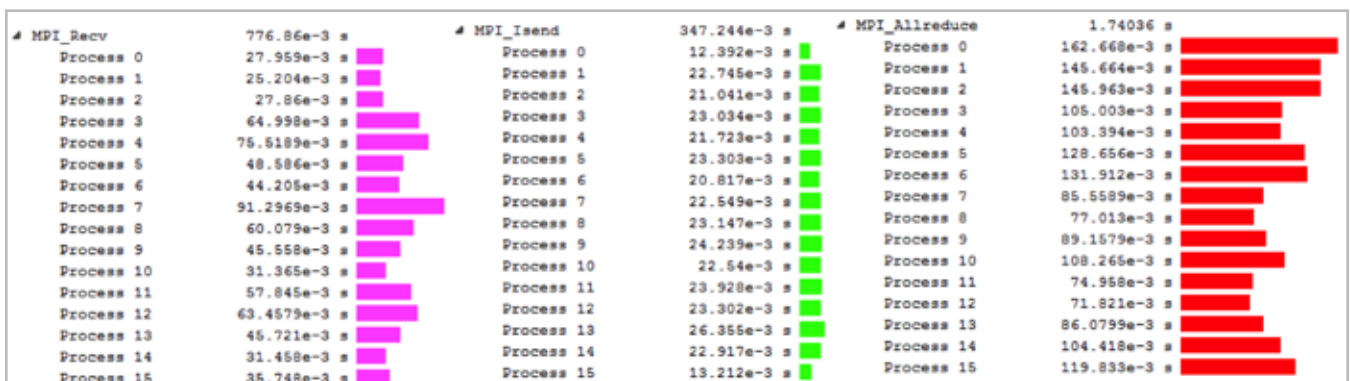 MPI_Recv 776.86e-3 s
Process 0 27.959e-3 s
Process 1 25.204e-3 s
Process 2 27.86e-3 s
Process 3 64.998e-3 s
Process 4 75.5189e-3 s
Process 5 48.586e-3 s
Process 6 44.205e-3 s
Process 7 91.2969e-3 s
Process 8 60.079e-3 s
Process 9 45.558e-3 s
Process 10 31.365e-3 s
Process 11 57.845e-3 s
Process 12 63.4579e-3 s
Process 13 45.721e-3 s
Process 14 31.458e-3 s
Process 15 35.748e-3 s
MPI_Isend 347.244e-3 s
Process 0 12.392e-3 s
Process 1 22.745e-3 s
Process 2 21.041e-3 s
Process 3 23.034e-3 s
Process 4 21.723e-3 s
Process 5 23.303e-3 s
Process 6 20.817e-3 s
Process 7 22.549e-3 s
Process 8 23.147e-3 s
Process 9 24.239e-3 s
Process 10 22.54e-3 s
Process 11 23.928e-3 s
Process 12 23.302e-3 s
Process 13 26.355e-3 s
Process 14 22.917e-3 s
Process 15 13.212e-3 s
MPI_Allreduce 1.74036 s
Process 0 162.668e-3 s
Process 1 145.664e-3 s
Process 2 145.963e-3 s
Process 3 105.003e-3 s
Process 4 103.394e-3 s
Process 5 128.656e-3 s
Process 6 131.912e-3 s
Process 7 85.5589e-3 s
Process 8 77.013e-3 s
Process 9 89.1579e-3 s
Process 10 108.265e-3 s
Process 11 74.958e-3 s
Process 12 71.821e-3 s
Process 13 86.0799e-3 s
Process 14 104.418e-3 s
Process 15 119.833e-3 s